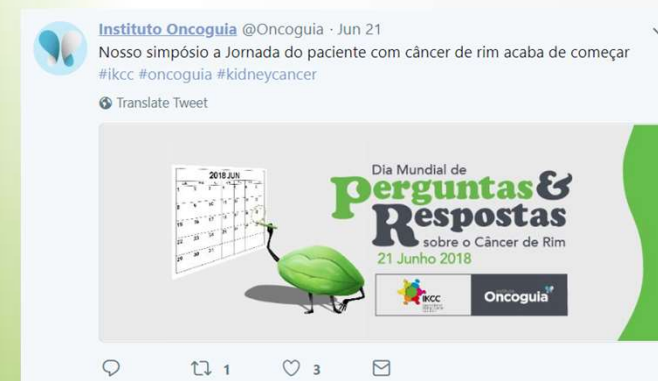 Instituto Oncoguia @Oncoguia · Jun 21
Nosso simpósio a Jornada do paciente com câncer de rim acaba de começar
#ikcc #oncoguia #kidneycancer
Translate Tweet
2018 JUN
Dia Mundial de
Perguntas &
Respostas
sobre o Câncer de Rim
21 Junho 2018
IKCC
Oncoguia
1 3